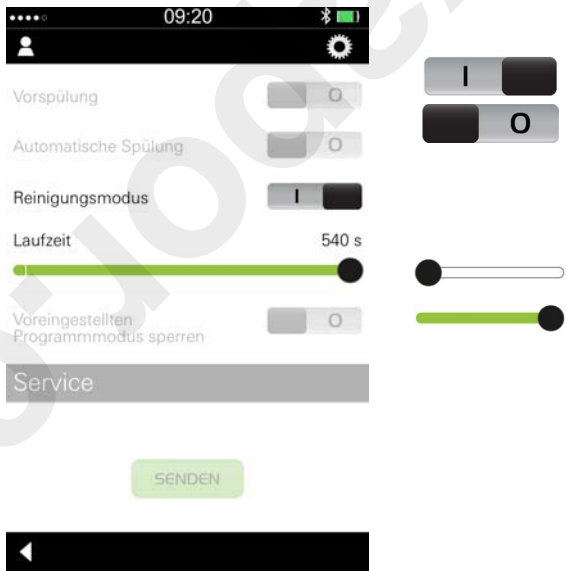 09:20
Vorspülung O
Automatische Spülung O
Reinigungsmodus I
Laufzeit 540 s
Voreingestellten
Programmmodus sperren O
Service
SENDEN
I
O